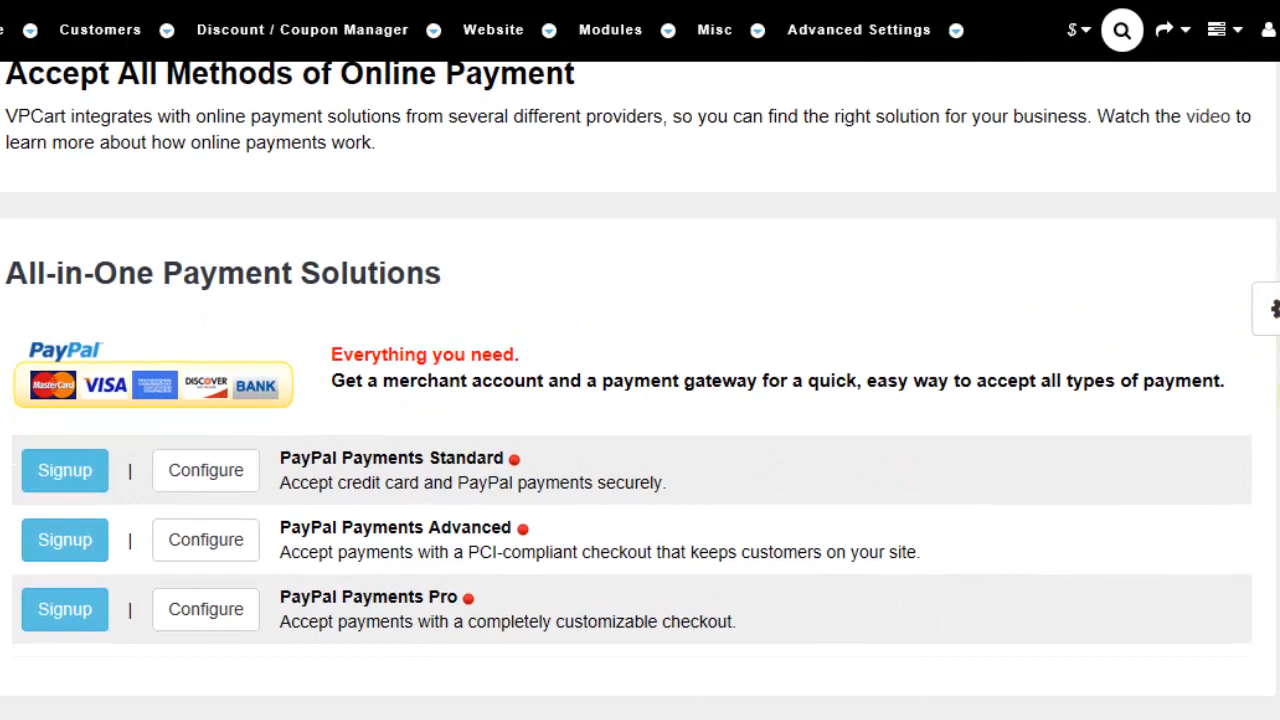 e Customers Discount / Coupon Manager Website Modules Misc Advanced Settings $
Accept All Methods of Online Payment
VPCart integrates with online payment solutions from several different providers, so you can find the right solution for your business. Watch the video to
learn more about how online payments work.
All-in-One Payment Solutions
PayPal
MasterCard VISA DISCOVER BANK
Everything you need.
Get a merchant account and a payment gateway for a quick, easy way to accept all types of payment.
Signup | Configure PayPal Payments Standard
Accept credit card and PayPal payments securely.
Signup | Configure PayPal Payments Advanced
Accept payments with a PCI-compliant checkout that keeps customers on your site.
Signup | Configure PayPal Payments Pro
Accept payments with a completely customizable checkout.